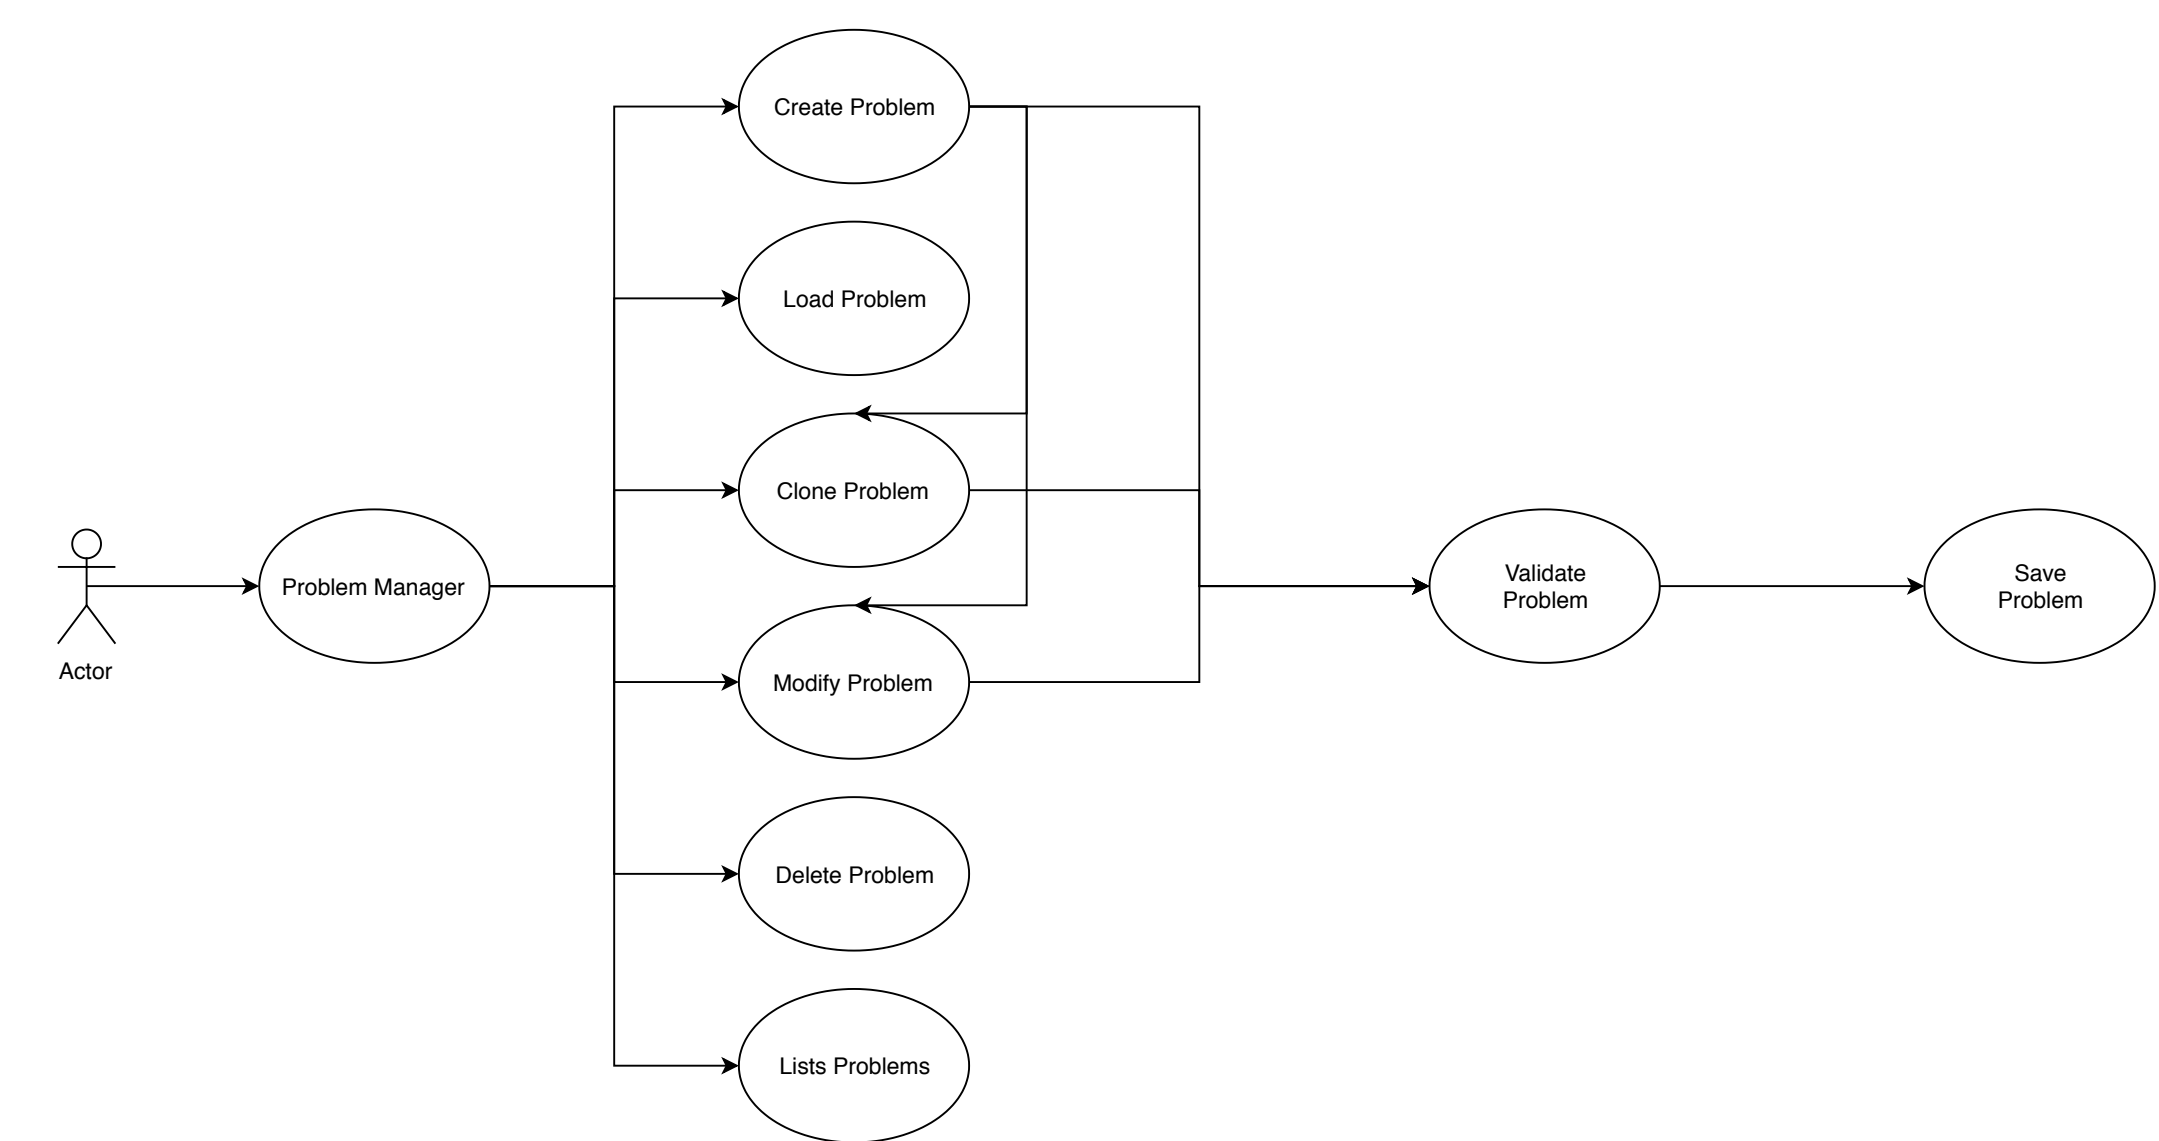 Create Problem
Load Problem
Clone Problem
Actor
Problem Manager
Modify Problem
Delete Problem
Lists Problems
Validate
Problem
Save
Problem